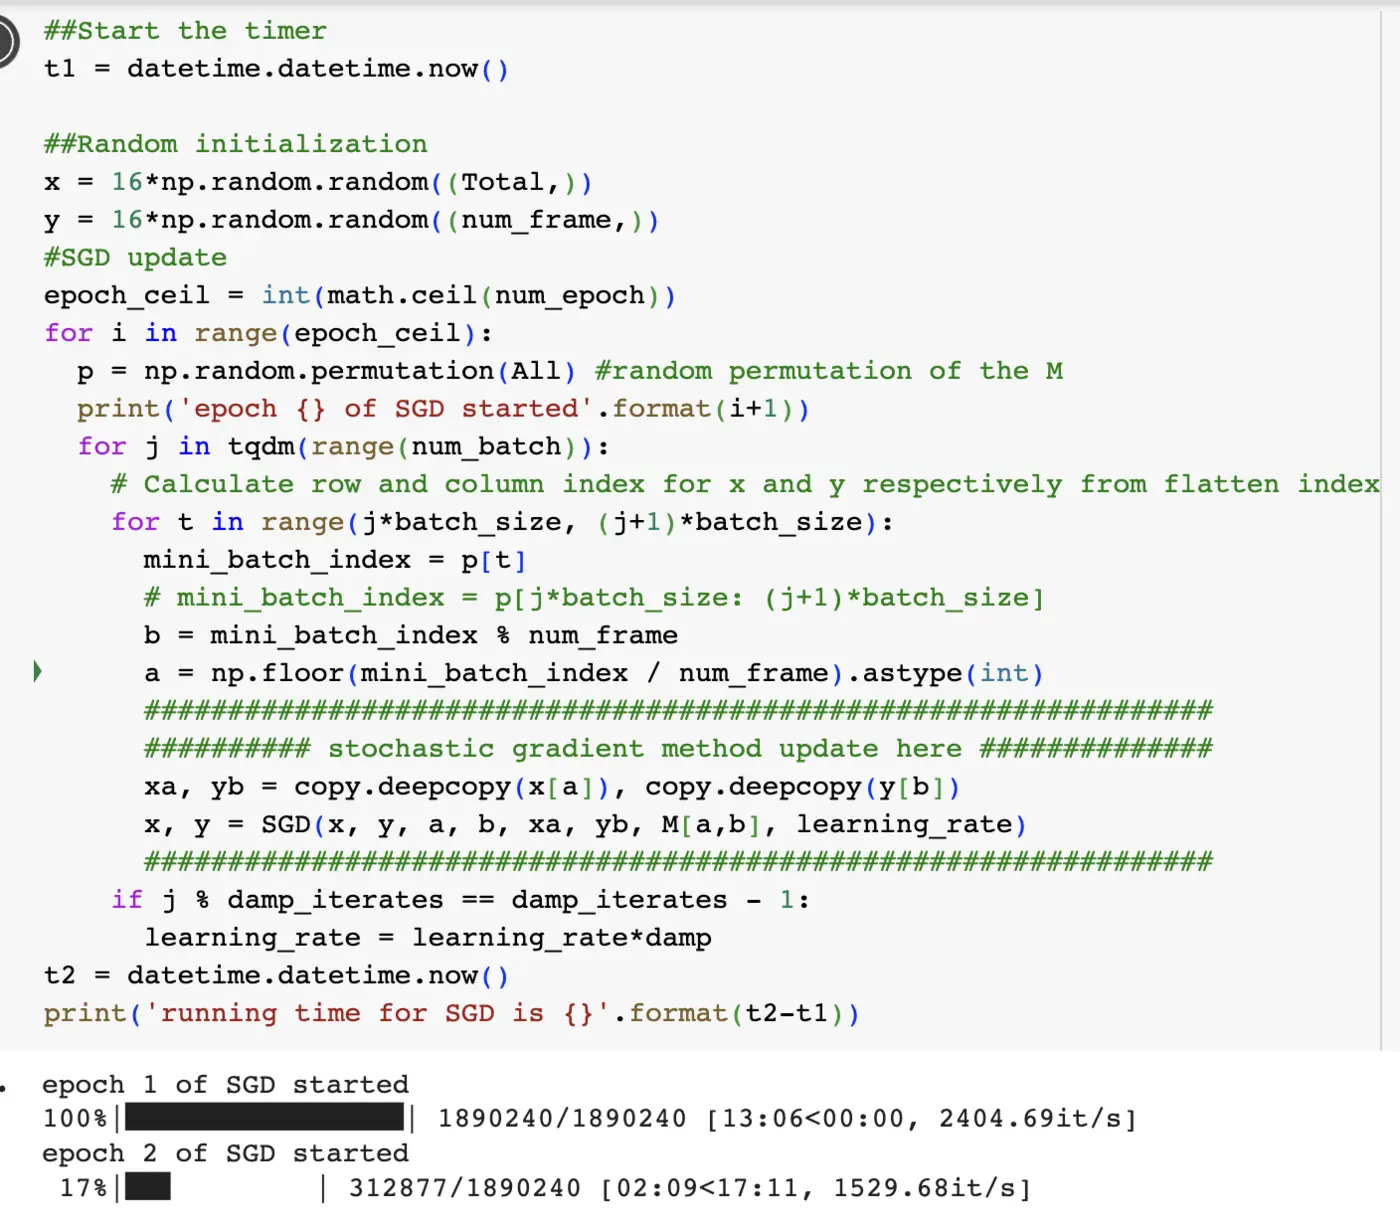 ##Start the timer
t1 = datetime.datetime.now()
##Random initialization
x = 16*np.random.random((Total,))
y = 16*np.random.random((num_frame,))
#SGD update
epoch_ceil = int(math.ceil(num_epoch))
for i in range(epoch_ceil):
  p = np.random.permutation(All) #random permutation of the M
  print('epoch {} of SGD started'.format(i+1))
  for j in tqdm(range(num_batch)):
    # Calculate row and column index for x and y respectively from flatten index
    for t in range(j*batch_size, (j+1)*batch_size):
      mini_batch_index = p[t]
      # mini_batch_index = p[j*batch_size: (j+1)*batch_size]
      b = mini_batch_index % num_frame
      a = np.floor(mini_batch_index / num_frame).astype(int)
      ################################################################
      ########## stochastic gradient method update here ##############
      xa, yb = copy.deepcopy(x[a]), copy.deepcopy(y[b])
      x, y = SGD(x, y, a, b, xa, yb, M[a,b], learning_rate)
      ################################################################
    if j % damp_iterates == damp_iterates - 1:
      learning_rate = learning_rate*damp
t2 = datetime.datetime.now()
print('running time for SGD is {}'.format(t2-t1))
epoch 1 of SGD started
100%|██████████| 1890240/1890240 [13:06<00:00, 2404.69it/s]
epoch 2 of SGD started
 17%|█▋        | 312877/1890240 [02:09<17:11, 1529.68it/s]